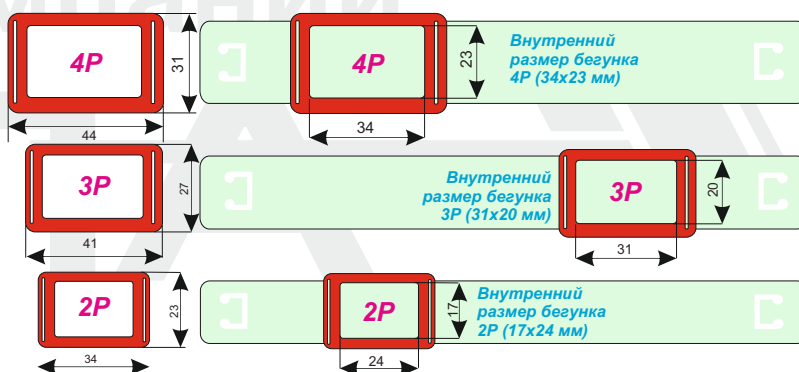 мпании
4P
31
44
4P
23
34
Внутренний
размер бегунка
4P (34x23 мм)
3P
27
41
Внутренний
размер бегунка
3P (31x20 мм)
3P
20
31
2P
23
34
2P
17
24
Внутренний
размер бегунка
2P (17x24 мм)